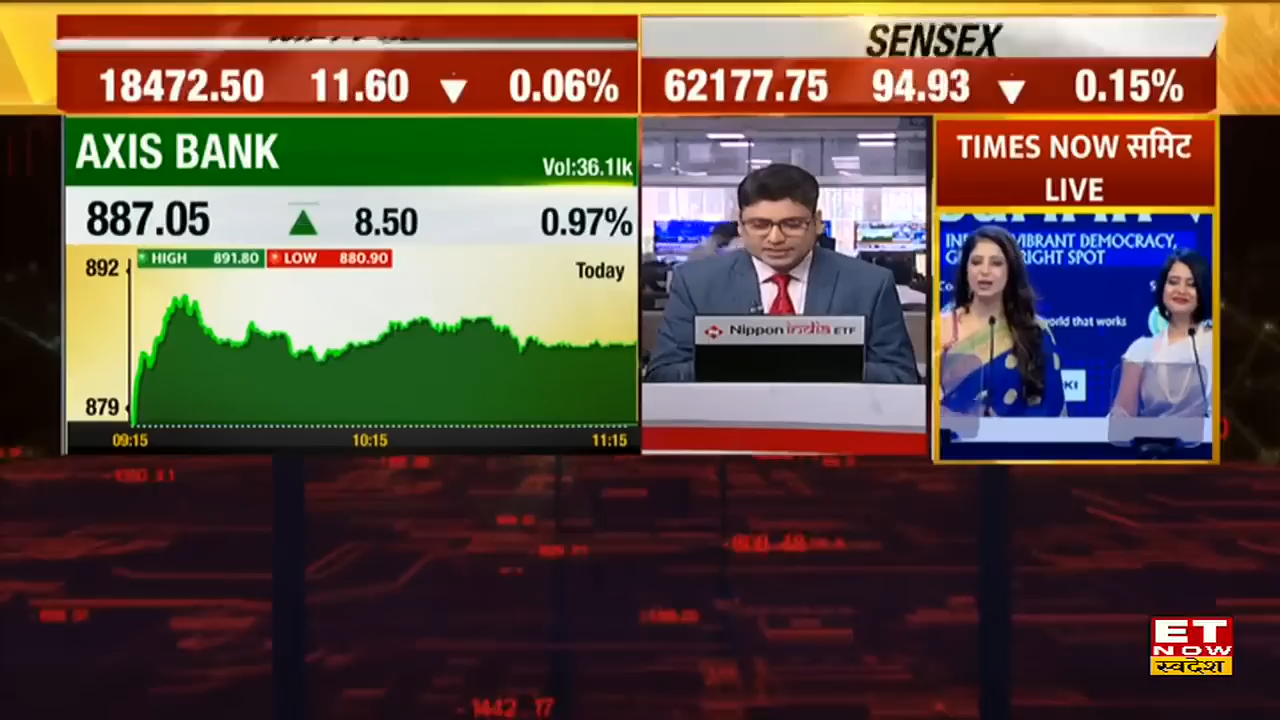 SENSEX
18472.50 11.60 ▼ 0.06%
62177.75 94.93 ▼ 0.15%
AXIS BANK
Vol:36.1lk
887.05 ▲ 8.50 0.97%
HIGH 891.80 LOW 880.90
Today
892
879
09:15 10:15 11:15
Nippon india ETF
TIMES NOW समिट
LIVE
VIBRANT DEMOCRACY,
RIGHT SPOT
world that works
ET
NOW
स्वदेश